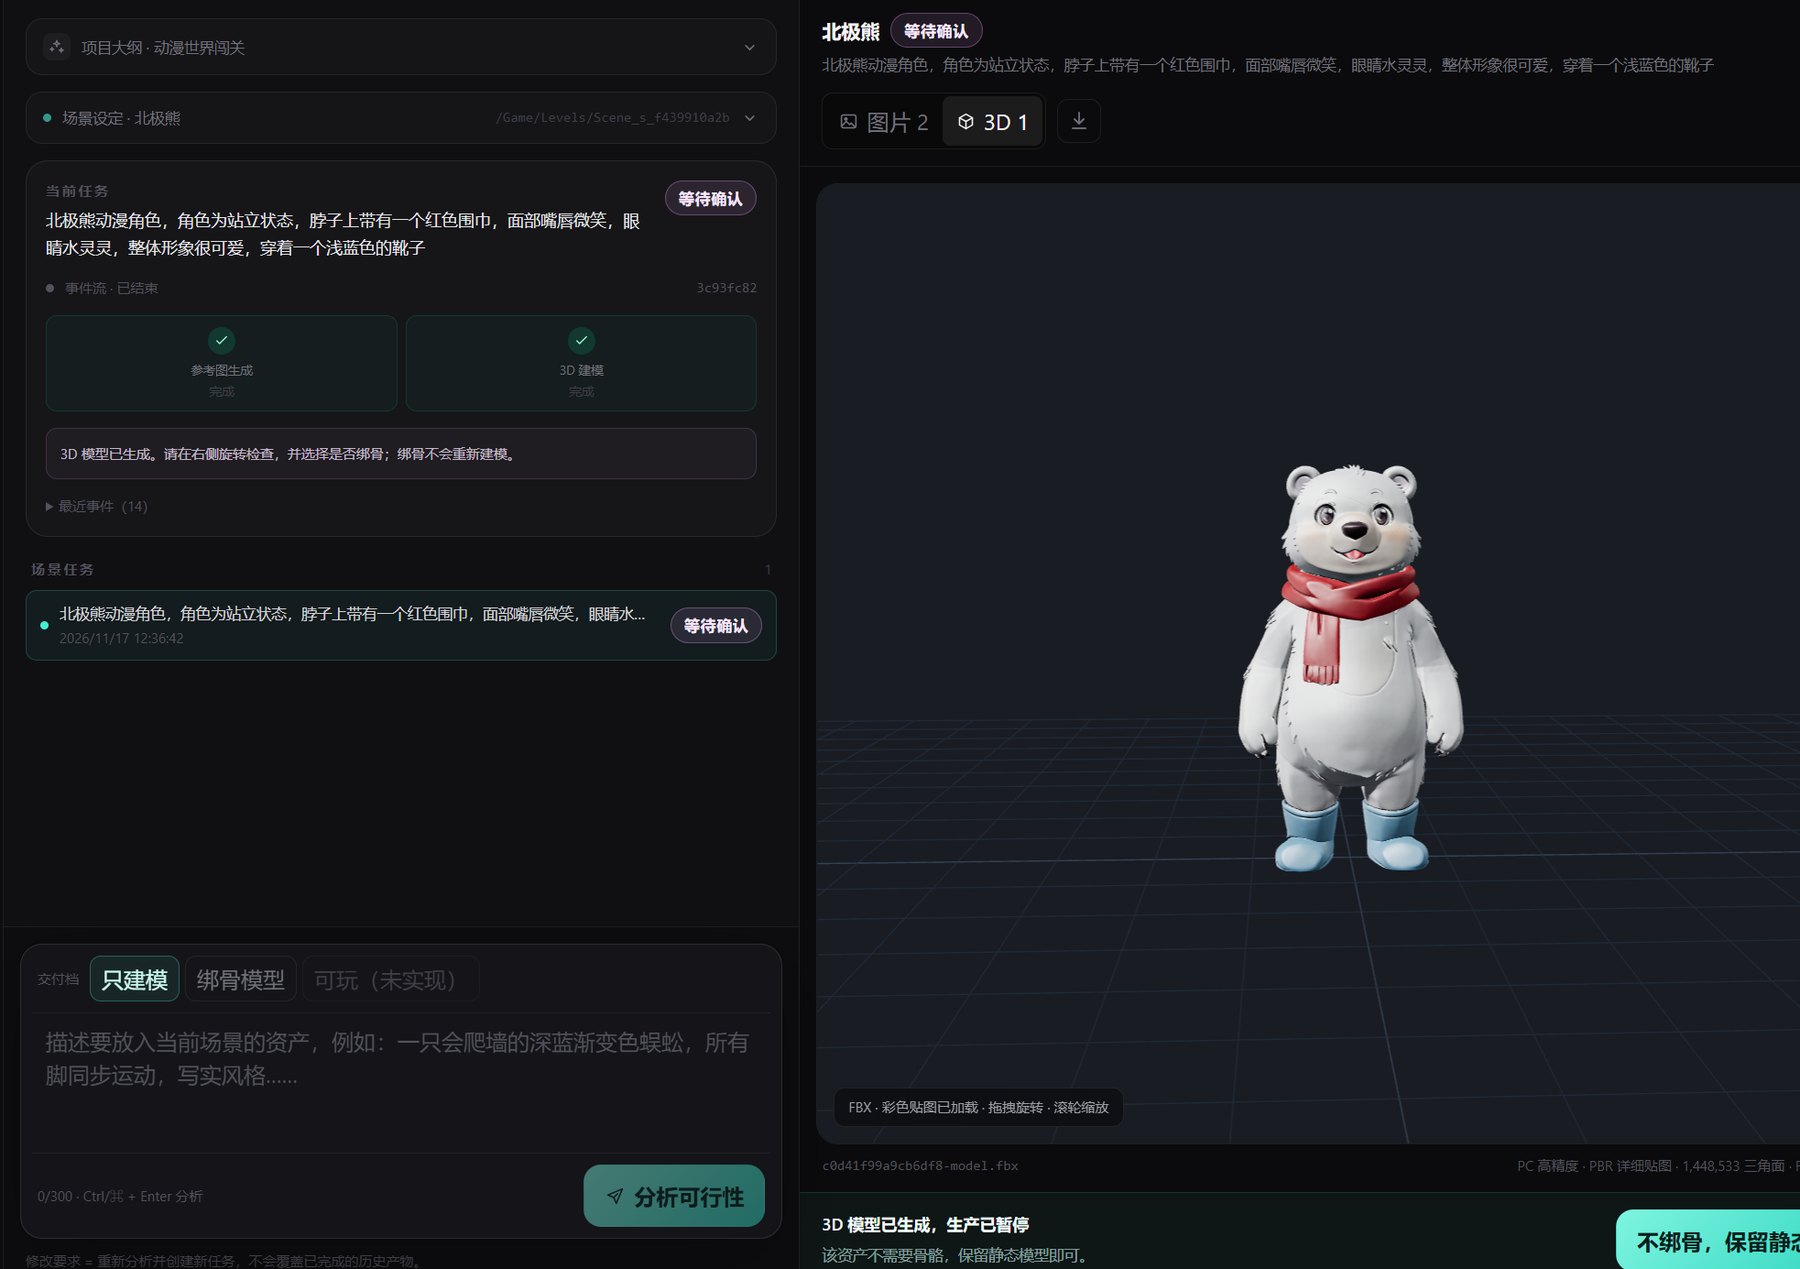 项目大纲 · 动漫世界闯关
场景设定 · 北极熊
/Game/Levels/Scene_s_f439910a2b
当前任务
等待确认
北极熊动漫角色，角色为站立状态，脖子上带有一个红色围巾，面部嘴唇微笑，眼
睛水灵灵，整体形象很可爱，穿着一个浅蓝色的靴子
事件流 · 已结束
3c93fc82
参考图生成
完成
3D 建模
完成
3D 模型已生成。请在右侧旋转检查，并选择是否绑骨；绑骨不会重新建模。
最近事件 (14)
场景任务
1
北极熊动漫角色，角色为站立状态，脖子上带有一个红色围巾，面部嘴唇微笑，眼睛水...
2026/11/17 12:36:42
等待确认
交付档
只建模
绑骨模型
可玩（未实现）
描述要放入当前场景的资产，例如：一只会爬墙的深蓝渐变色蜈蚣，所有
脚同步运动，写实风格……
0/300 · Ctrl/⌘ + Enter 分析
分析可行性
修改要求 = 重新分析并创建新任务，不会覆盖已完成的历史产物。
北极熊
等待确认
北极熊动漫角色，角色为站立状态，脖子上带有一个红色围巾，面部嘴唇微笑，眼睛水灵灵，整体形象很可爱，穿着一个浅蓝色的靴子
图片 2
3D 1
FBX · 彩色贴图已加载 · 拖拽旋转 · 滚轮缩放
c0d41f99a9cb6df8-model.fbx
PC 高精度 · PBR 详细贴图 · 1,448,533 三角面 ·
3D 模型已生成，生产已暂停
该资产不需要骨骼，保留静态模型即可。
不绑骨，保留静态